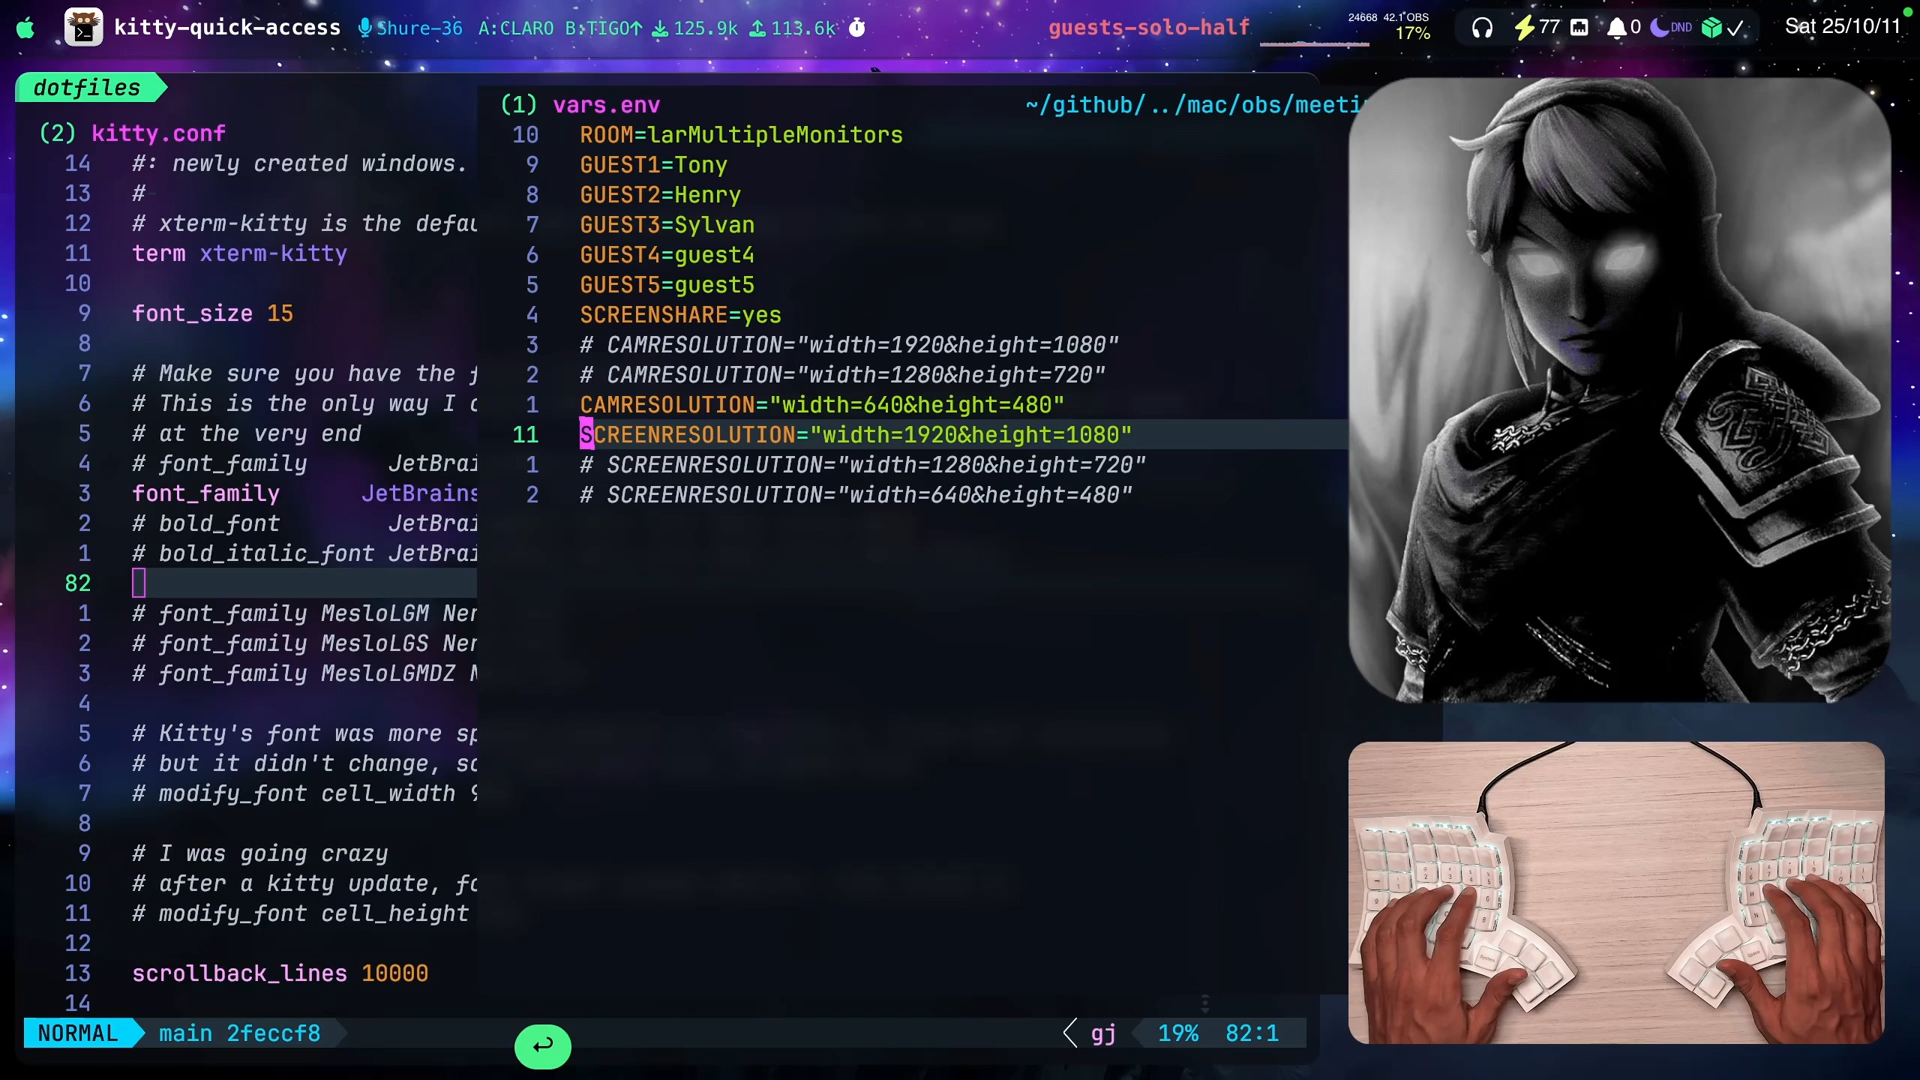 kitty-quick-access Shure-36 A:CLARO B:TIGO↑ 125.9k 113.6k guests-solo-half 24668 42.1°OBS 17% 77 0 DND Sat 25/10/11
dotfiles
(2) kitty.conf
14 #: newly created windows.
13 #
12 # xterm-kitty is the defau
11 term xterm-kitty
10
9 font_size 15
8
7 # Make sure you have the f
6 # This is the only way I c
5 # at the very end
4 # font_family JetBrai
3 font_family JetBrains
2 # bold_font JetBrai
1 # bold_italic_font JetBrai
82
1 # font_family MesloLGM Ner
2 # font_family MesloLGS Ner
3 # font_family MesloLGMDZ N
4
5 # Kitty's font was more sp
6 # but it didn't change, so
7 # modify_font cell_width 9
8
9 # I was going crazy
10 # after a kitty update, fo
11 # modify_font cell_height
12
13 scrollback_lines 10000
14
(1) vars.env ~/github/../mac/obs/meeti
10 ROOM=larMultipleMonitors
9 GUEST1=Tony
8 GUEST2=Henry
7 GUEST3=Sylvan
6 GUEST4=guest4
5 GUEST5=guest5
4 SCREENSHARE=yes
3 # CAMRESOLUTION="width=1920&height=1080"
2 # CAMRESOLUTION="width=1280&height=720"
1 CAMRESOLUTION="width=640&height=480"
11 SCREENRESOLUTION="width=1920&height=1080"
1 # SCREENRESOLUTION="width=1280&height=720"
2 # SCREENRESOLUTION="width=640&height=480"
NORMAL main 2feccf8 gj 19% 82:1